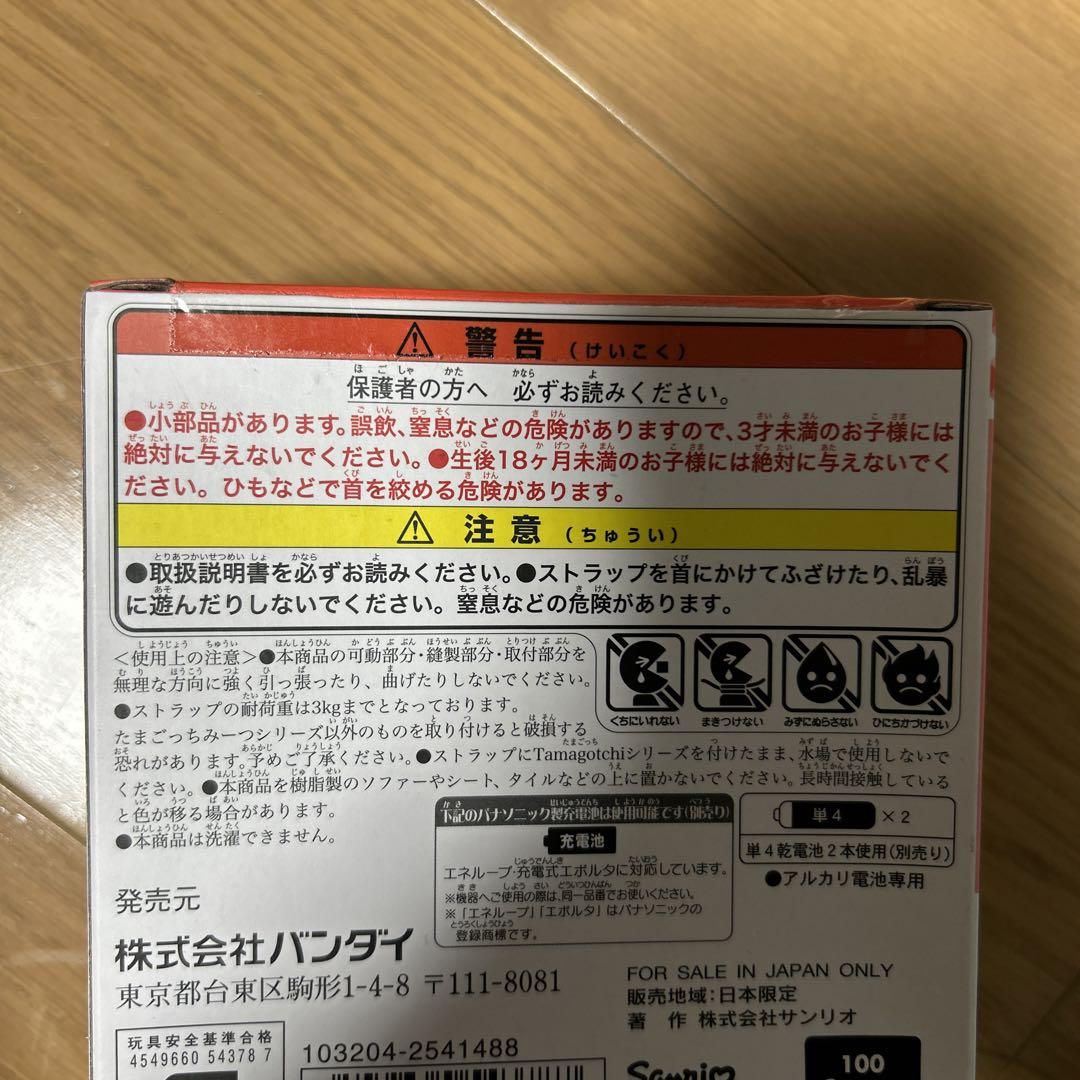 ⚠ 警告 (けいこく)
保護者の方へ 必ずお読みください。
●小部品があります。誤飲、窒息などの危険がありますので、3才未満のお子様には
絶対に与えないでください。●生後18ヶ月未満のお子様には絶対に与えないでく
ださい。ひもなどで首を絞める危険があります。
⚠ 注意 (ちゅうい)
●取扱説明書を必ずお読みください。●ストラップを首にかけてふざけたり、乱暴
に遊んだりしないでください。窒息などの危険があります。
<使用上の注意>●本商品の可動部分・縫製部分・取付部分を
無理な方向に強く引っ張ったり、曲げたりしないでください。
●ストラップの耐荷重は3kgまでとなっております。
たまごっちみーつシリーズ以外のものを取り付けると破損する
恐れがあります。予めご了承ください。●ストラップにTamagotchiシリーズを付けたまま、水場で使用しないで
ください。●本商品を樹脂製のソファーやシート、タイルなどの上に置かないでください。長時間接触している
と色が移る場合があります。
●本商品は洗濯できません。
くちにいれない
まきつけない
みずにぬらさない
ひにちかづけない
下記のパナソニック製充電池は使用可能です(別売り)
充電池
エネループ・充電式エボルタに対応しています。
※機器へご使用の際は、同一品番でお使いください。
※「エネループ」「エボルタ」はパナソニックの
登録商標です。
単4 ×2
単4乾電池2本使用(別売り)
●アルカリ電池専用
発売元
株式会社バンダイ
東京都台東区駒形1-4-8 〒111-8081
FOR SALE IN JAPAN ONLY
販売地域:日本限定
著 作 株式会社サンリオ
玩具安全基準合格
4549660 54378 7
103204-2541488
Sanrio
100